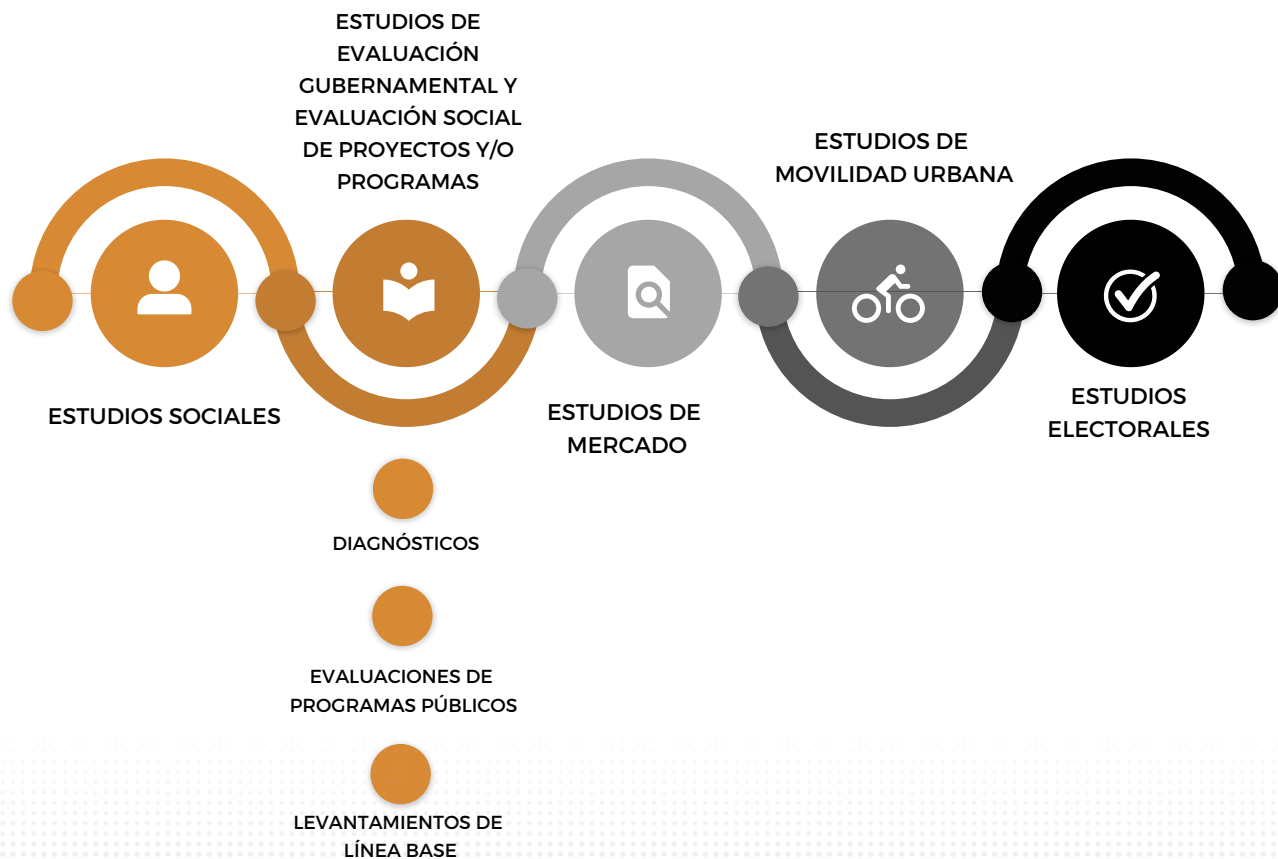 ESTUDIOS SOCIALES
ESTUDIOS DE
EVALUACIÓN
GUBERNAMENTAL Y
EVALUACIÓN SOCIAL
DE PROYECTOS Y/O
PROGRAMAS
DIAGNÓSTICOS
EVALUACIONES DE
PROGRAMAS PÚBLICOS
LEVANTAMIENTOS DE
LÍNEA BASE
ESTUDIOS DE
MERCADO
ESTUDIOS DE
MOVILIDAD URBANA
ESTUDIOS
ELECTORALES